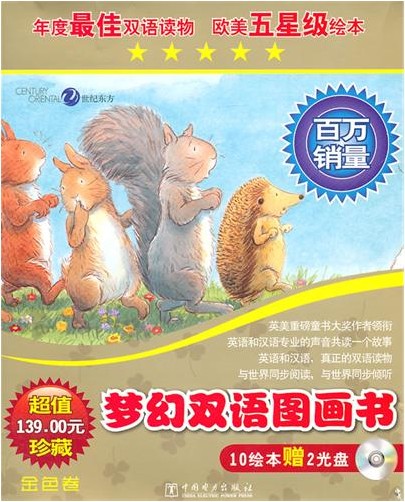 年度最佳双语读物 欧美五星级绘本
CENTURY
ORIENTAL 世纪东方
百万
销量
英美重磅童书大奖作者领衔
英语和汉语专业的声音共读一个故事
英语和汉语,真正的双语读物
与世界同步阅读、与世界同步倾听
超值
139.00元
珍藏
梦幻双语图画书
10绘本赠2光盘
金色卷
中国电力出版社